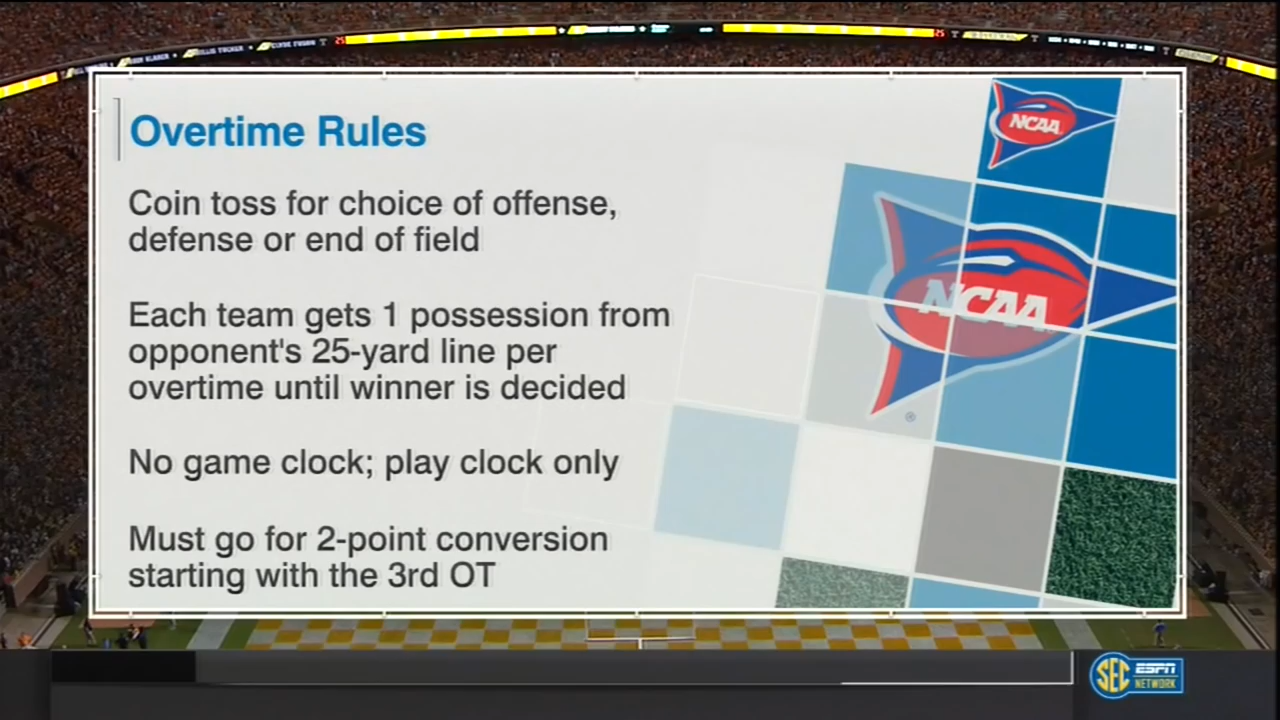 Overtime Rules
Coin toss for choice of offense,
defense or end of field
Each team gets 1 possession from
opponent's 25-yard line per
overtime until winner is decided
No game clock; play clock only
Must go for 2-point conversion
starting with the 3rd OT
NCAA
NCAA
®
SEC ESPN
NETWORK